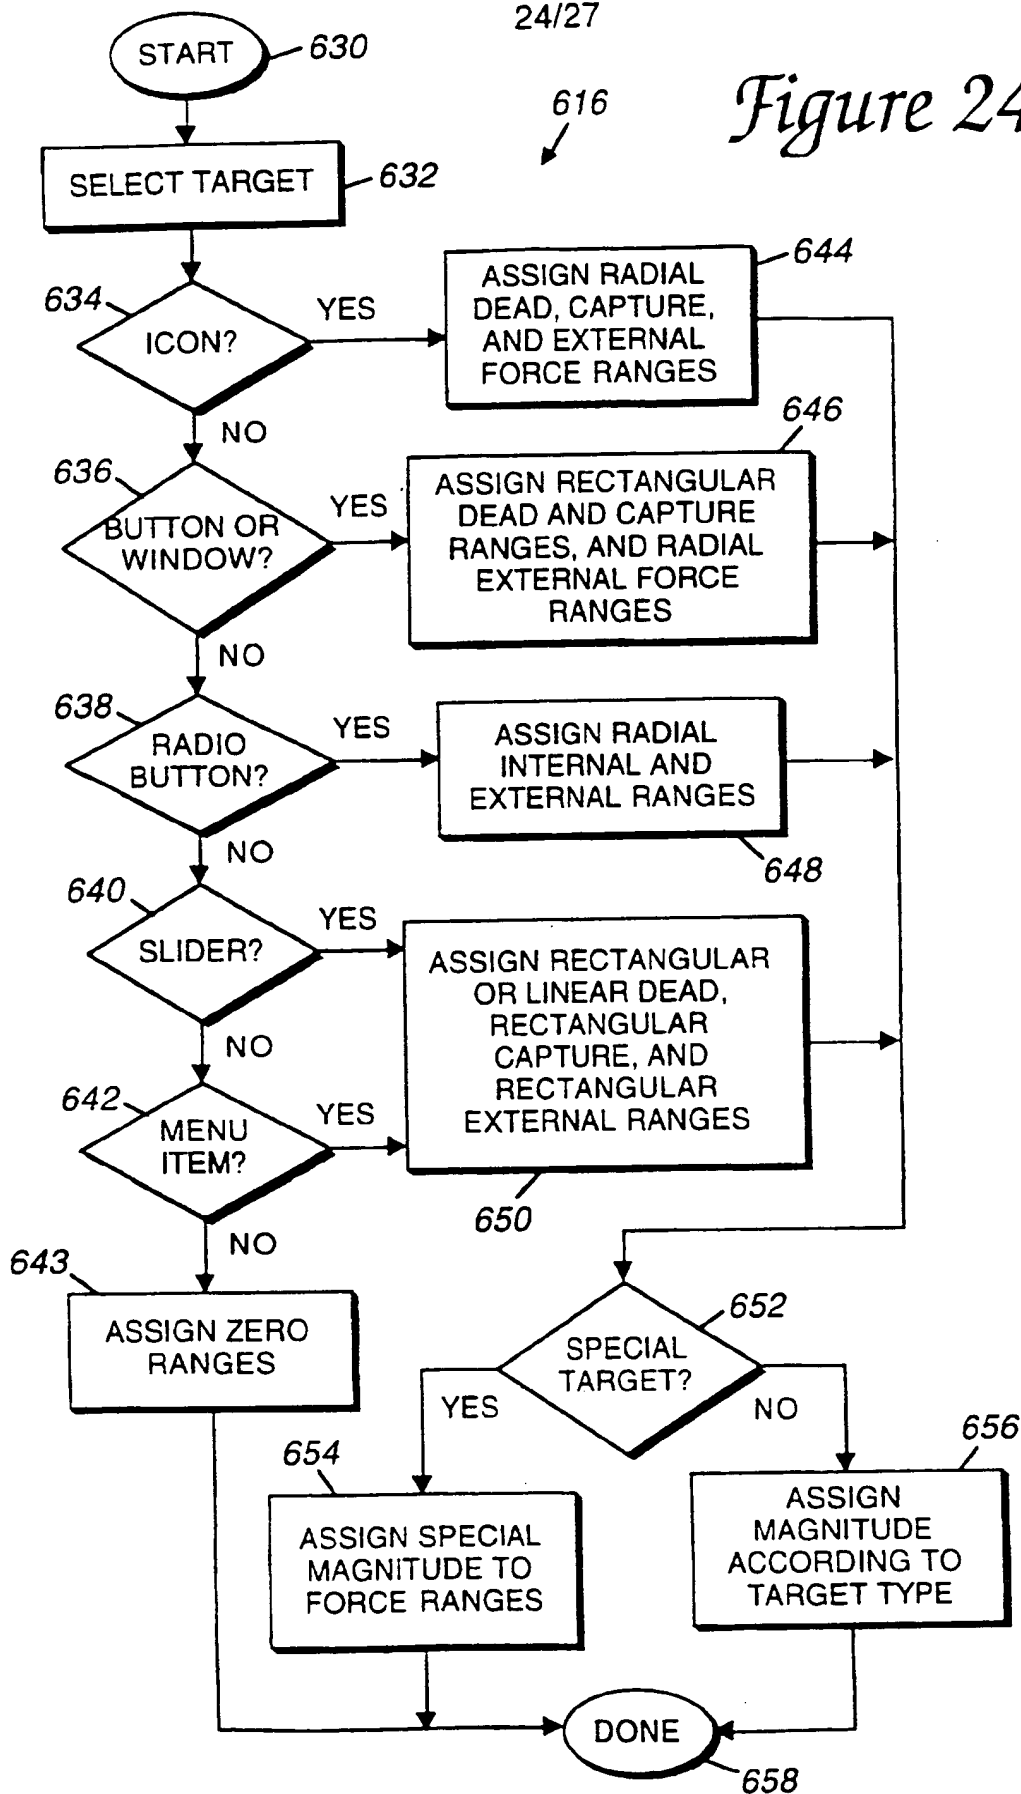 24/27
START
630
Figure 24
616
SELECT TARGET
632
634
ICON?
YES
NO
ASSIGN RADIAL
DEAD, CAPTURE,
AND EXTERNAL
FORCE RANGES
644
636
BUTTON OR
WINDOW?
YES
NO
ASSIGN RECTANGULAR
DEAD AND CAPTURE
RANGES, AND RADIAL
EXTERNAL FORCE
RANGES
646
638
RADIO
BUTTON?
YES
NO
ASSIGN RADIAL
INTERNAL AND
EXTERNAL RANGES
648
640
SLIDER?
YES
NO
ASSIGN RECTANGULAR
OR LINEAR DEAD,
RECTANGULAR
CAPTURE, AND
RECTANGULAR
EXTERNAL RANGES
650
642
MENU
ITEM?
YES
NO
643
ASSIGN ZERO
RANGES
652
SPECIAL
TARGET?
YES
NO
654
ASSIGN SPECIAL
MAGNITUDE TO
FORCE RANGES
656
ASSIGN
MAGNITUDE
ACCORDING TO
TARGET TYPE
DONE
658